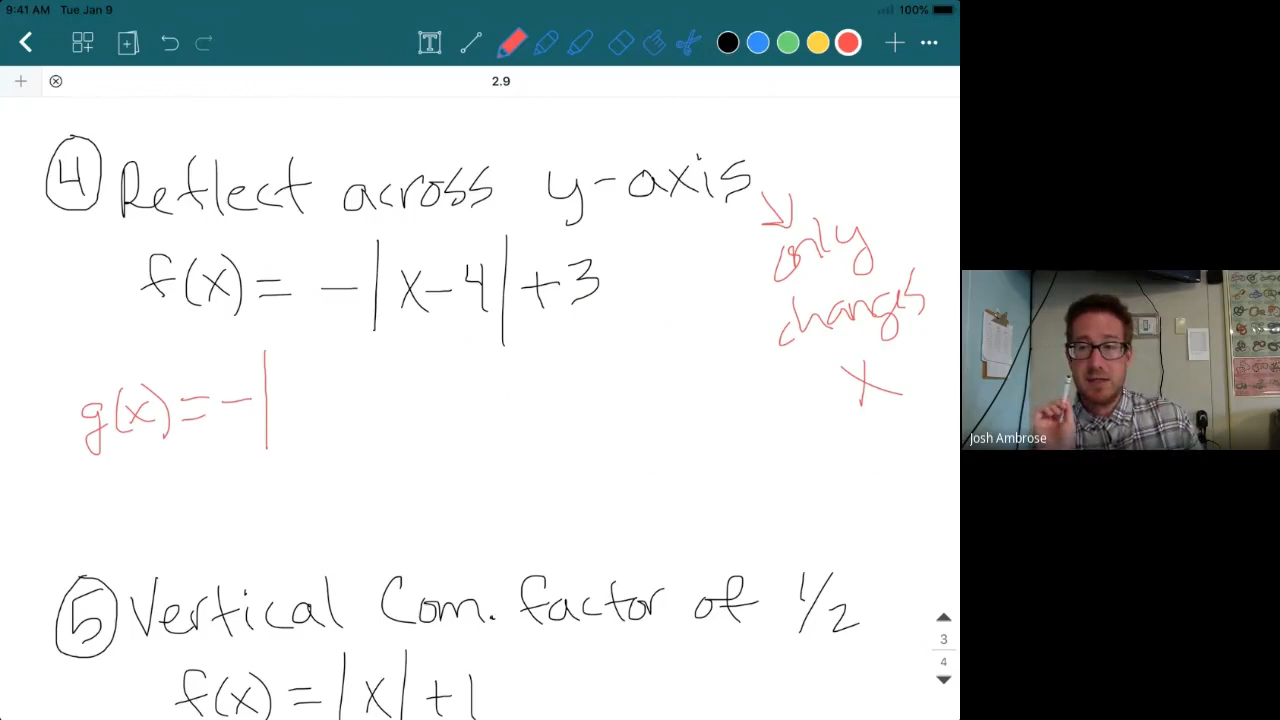 9:41 AM Tue Jan 9
100%
2.9
4 Reflect across y-axis
f(x) = -|x-4|+3
only
changes
x
g(x) = -|
Josh Ambrose
5 Vertical Com. factor of 1/2
f(x) = |x|+1
3
4